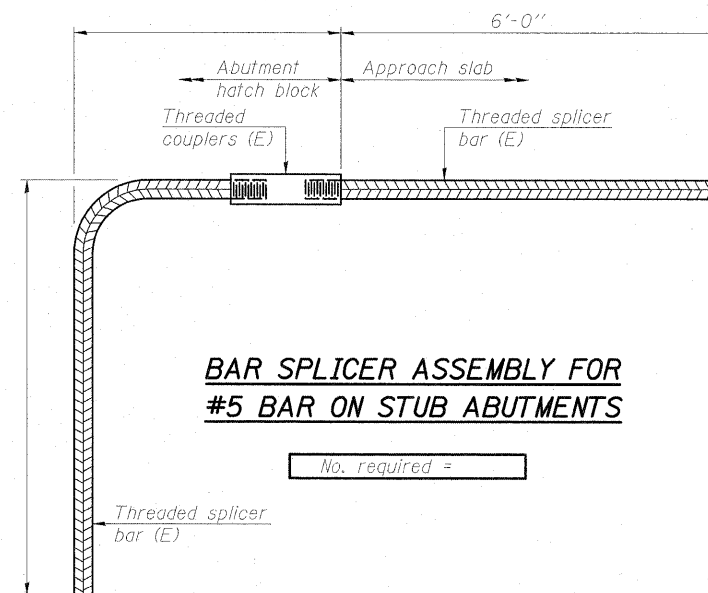 6'-0''
Abutment
hatch block
Approach slab
Threaded
couplers (E)
Threaded splicer
bar (E)
BAR SPLICER ASSEMBLY FOR
#5 BAR ON STUB ABUTMENTS
No. required =
Threaded splicer
bar (E)